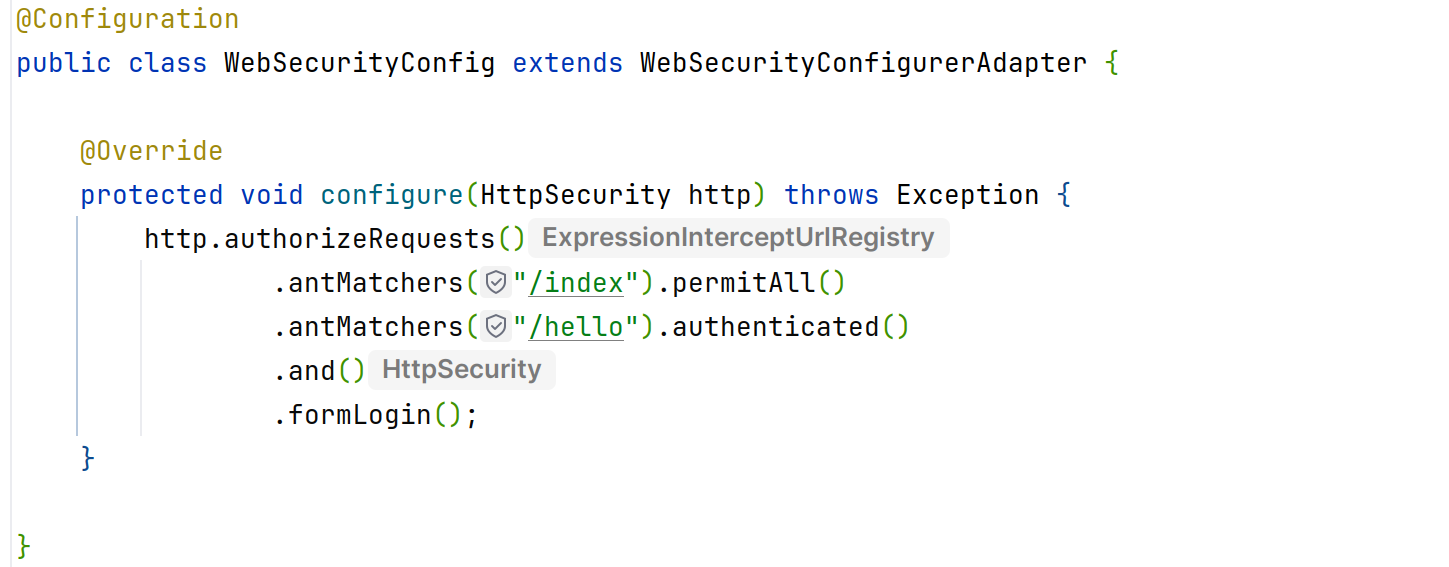 @Configuration
public class WebSecurityConfig extends WebSecurityConfigurerAdapter {
@Override
protected void configure(HttpSecurity http) throws Exception {
http.authorizeRequests() ExpressionInterceptUrlRegistry
.antMatchers("/index").permitAll()
.antMatchers("/hello").authenticated()
.and() HttpSecurity
.formLogin();
}
}